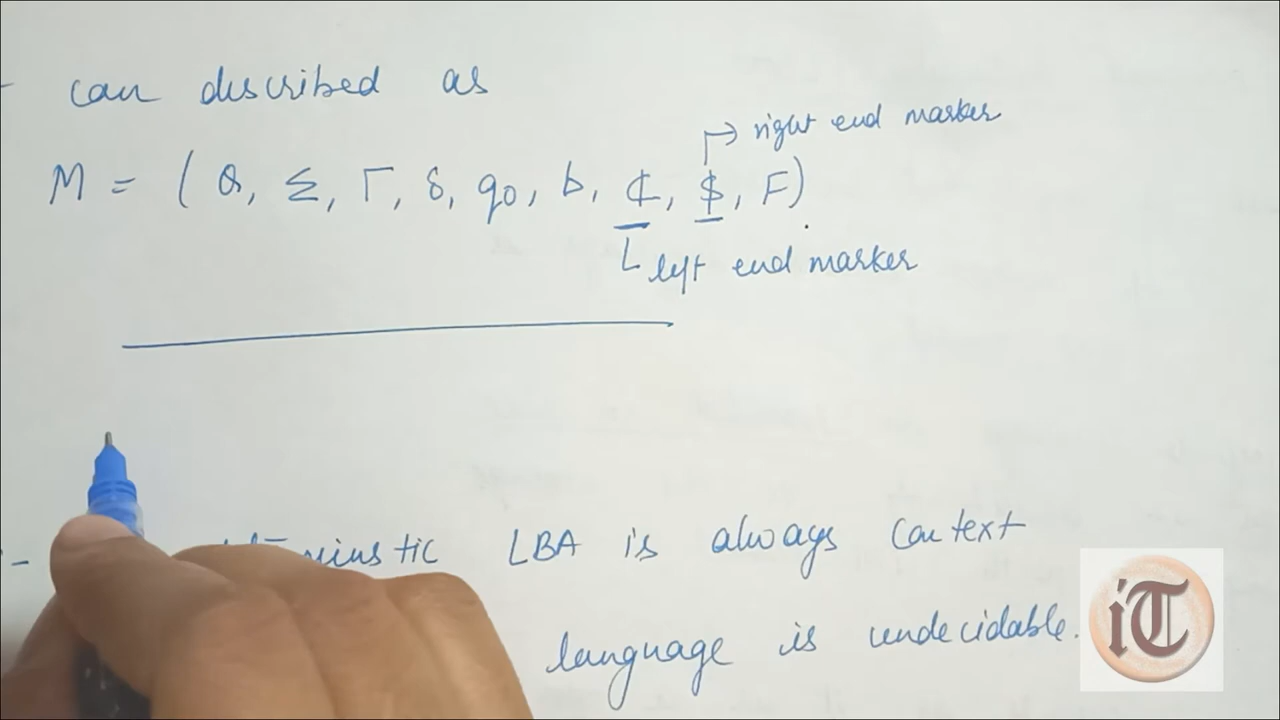 - can described as
→ right end marker
M = ( Q, Σ, Γ, δ, q0, b, ₵, $, F)
left end marker
LBA is always context
language is undecidable.
iT